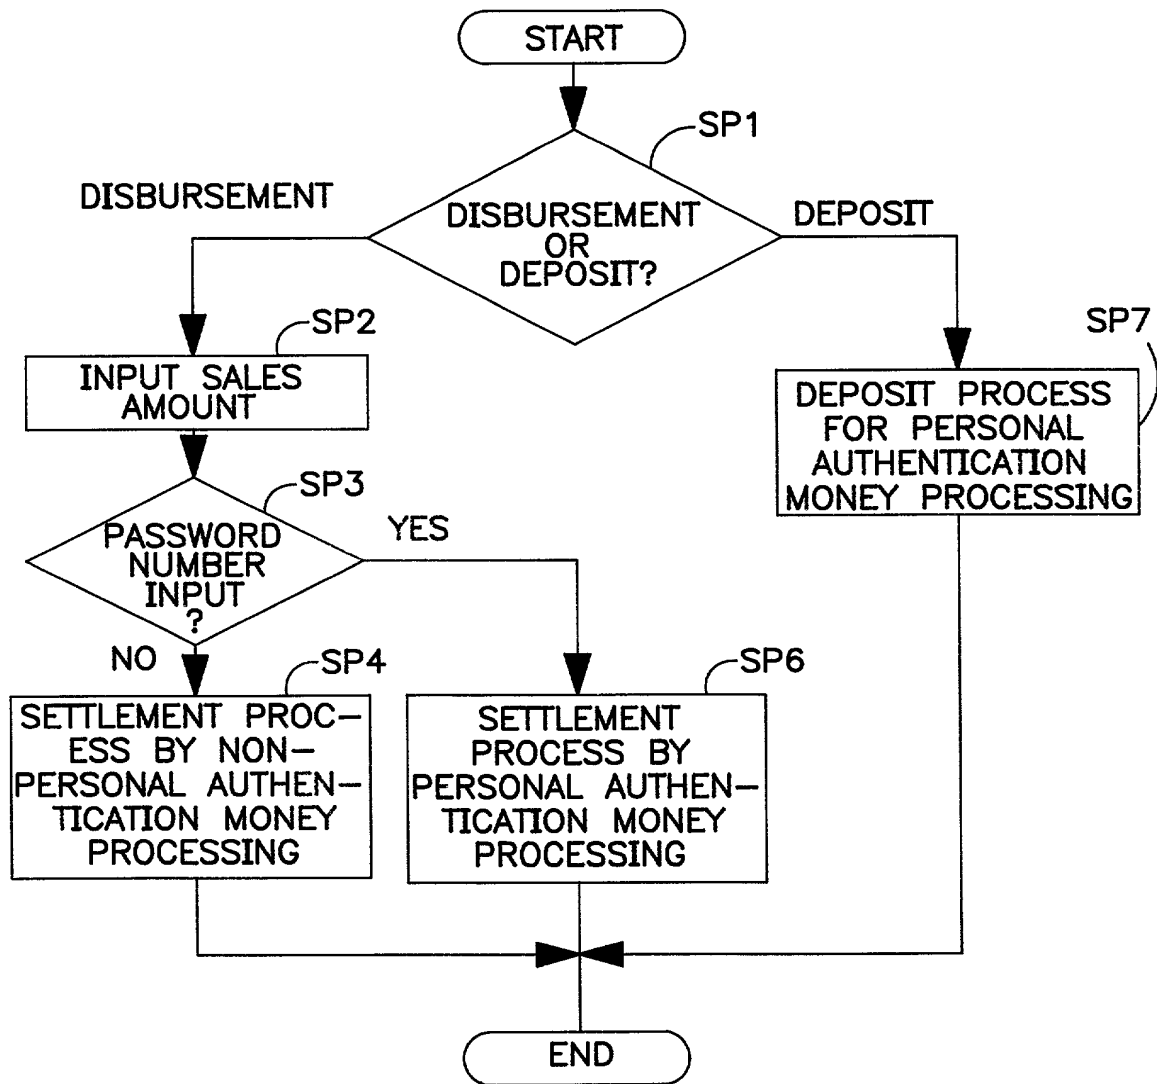 START
SP1
DISBURSEMENT
DISBURSEMENT
OR
DEPOSIT?
DEPOSIT
SP2
INPUT SALES
AMOUNT
SP7
DEPOSIT PROCESS
FOR PERSONAL
AUTHENTICATION
MONEY PROCESSING
SP3
PASSWORD
NUMBER
INPUT
?
YES
NO
SP4
SETTLEMENT PROC-
ESS BY NON-
PERSONAL AUTHEN-
TICATION MONEY
PROCESSING
SP6
SETTLEMENT
PROCESS BY
PERSONAL AUTHEN-
TICATION MONEY
PROCESSING
END